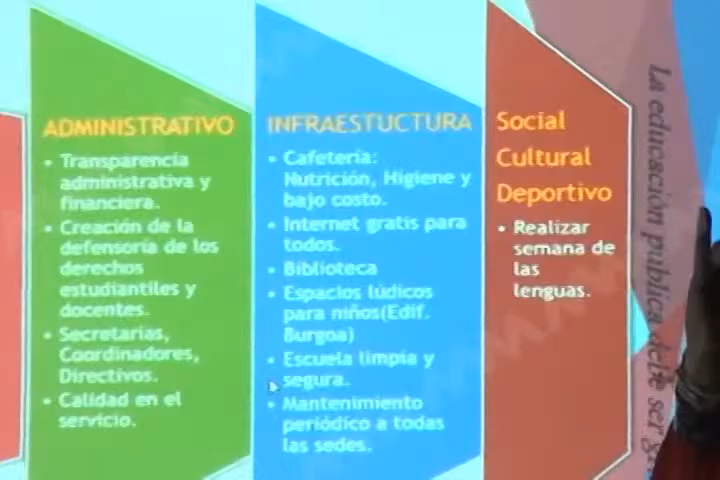 ADMINISTRATIVO
• Transparencia
administrativa y
financiera.
• Creación de la
defensoría de los
derechos
estudiantiles y
docentes.
• Secretarias,
Coordinadores,
Directivos.
• Calidad en el
servicio.
INFRAESTUCTURA
• Cafetería:
Nutrición, Higiene y
bajo costo.
• Internet gratis para
todos.
• Biblioteca
• Espacios lúdicos
para niños(Edif.
Burgoa)
• Escuela limpia y
segura.
• Mantenimiento
periódico a todas
las sedes.
Social
Cultural
Deportivo
• Realizar
semana de
las
lenguas.
La educación publica debe ser